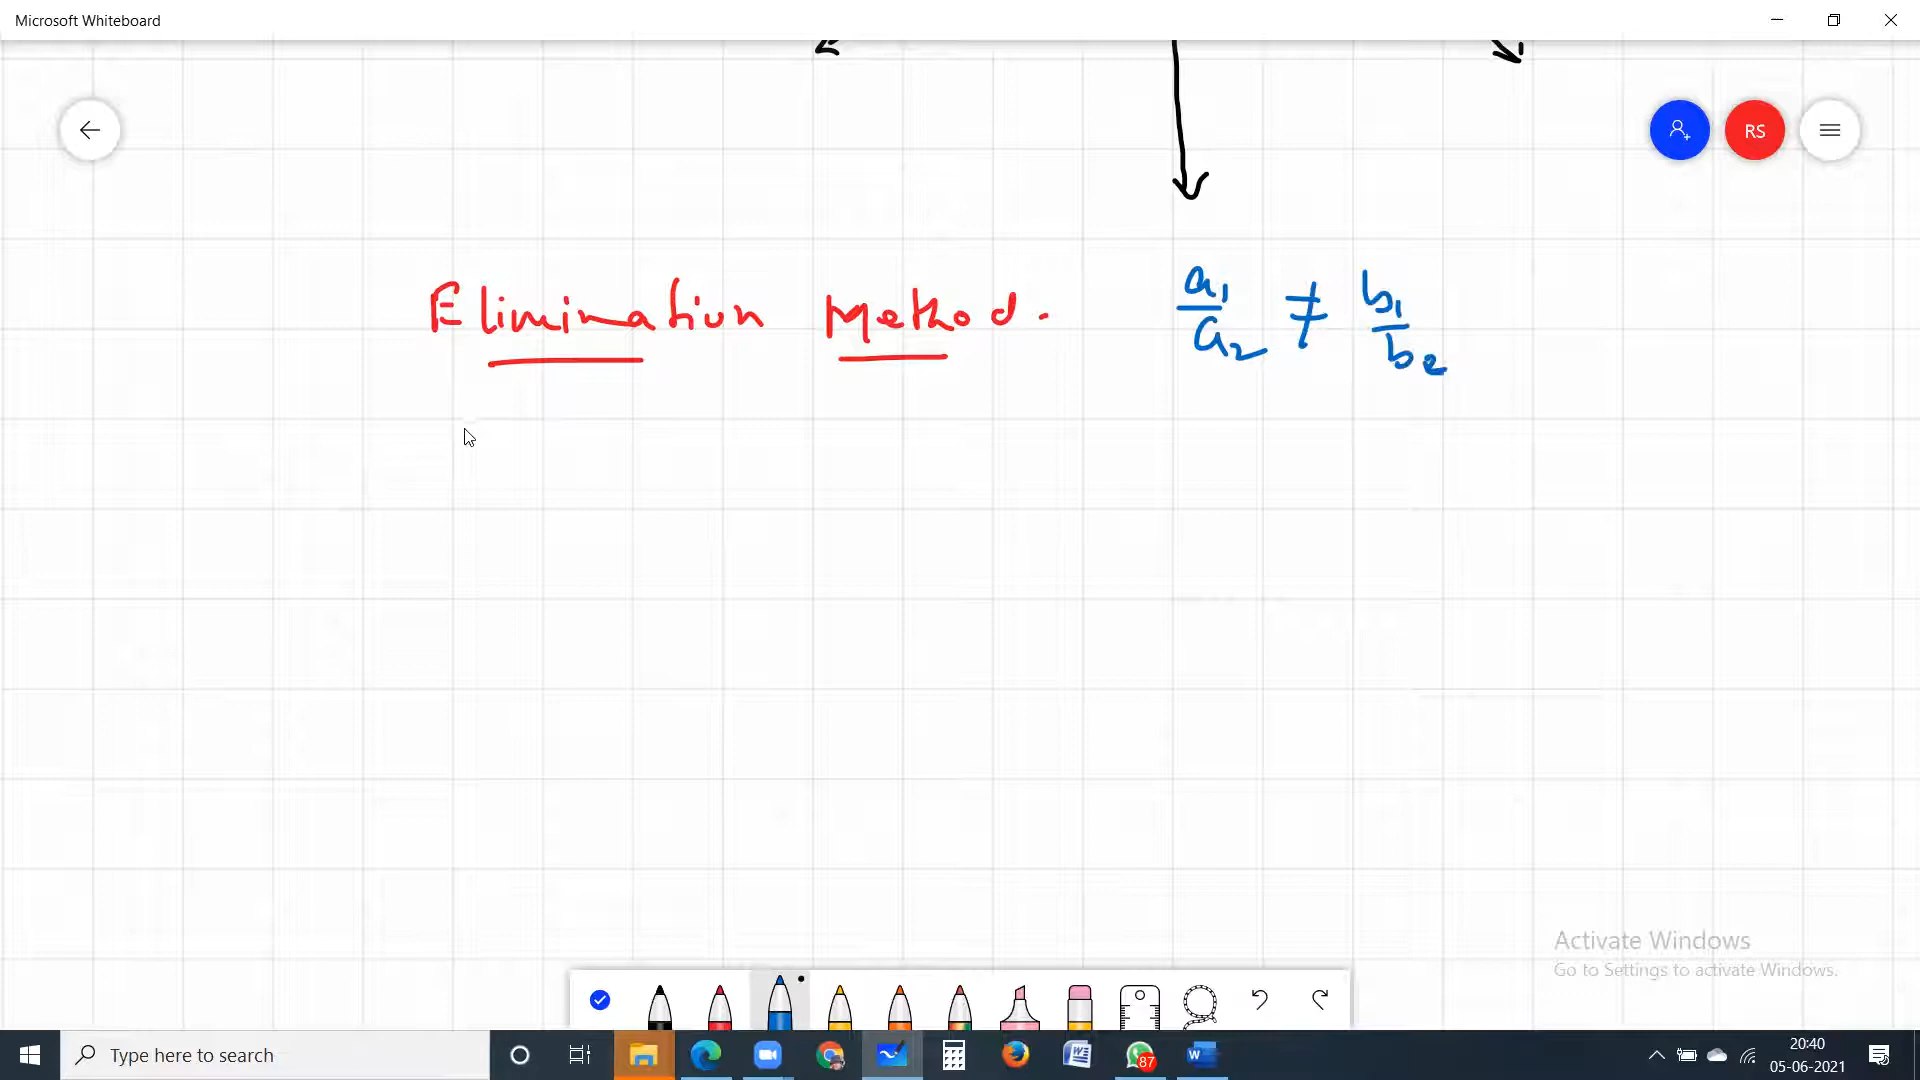 Microsoft Whiteboard
RS
Elimination Method. a₁/a₂ ≠ b₁/b₂
Activate Windows
Go to Settings to activate Windows.
Type here to search
87
20:40
05-06-2021